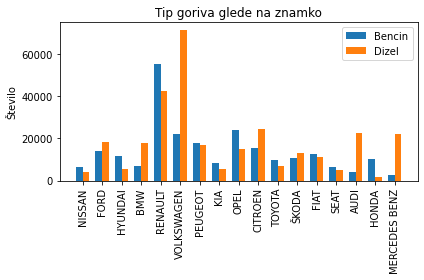 Tip goriva glede na znamko
Bencin
Dizel
Število
60000
40000
20000
0
NISSAN
FORD
HYUNDAI
BMW
RENAULT
VOLKSWAGEN
PEUGEOT
KIA
OPEL
CITROEN
TOYOTA
ŠKODA
FIAT
SEAT
AUDI
HONDA
MERCEDES BENZ